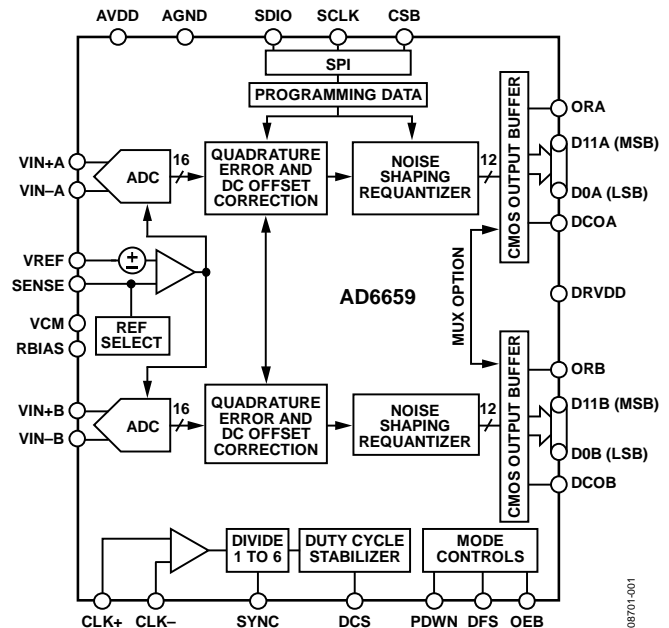 AVDD AGND SDIO SCLK CSB
SPI
PROGRAMMING DATA
ORA
D11A (MSB)
D0A (LSB)
DCOA
CMOS OUTPUT BUFFER
VIN+A
VIN–A
ADC
16
QUADRATURE
ERROR AND
DC OFFSET
CORRECTION
NOISE
SHAPING
REQUANTIZER
12
VREF
SENSE
±
AD6659
MUX OPTION
DRVDD
VCM
RBIAS
REF
SELECT
ORB
D11B (MSB)
D0B (LSB)
DCOB
CMOS OUTPUT BUFFER
VIN+B
VIN–B
ADC
16
QUADRATURE
ERROR AND
DC OFFSET
CORRECTION
NOISE
SHAPING
REQUANTIZER
12
DIVIDE
1 TO 6
DUTY CYCLE
STABILIZER
MODE
CONTROLS
CLK+ CLK– SYNC DCS PDWN DFS OEB
08701-001